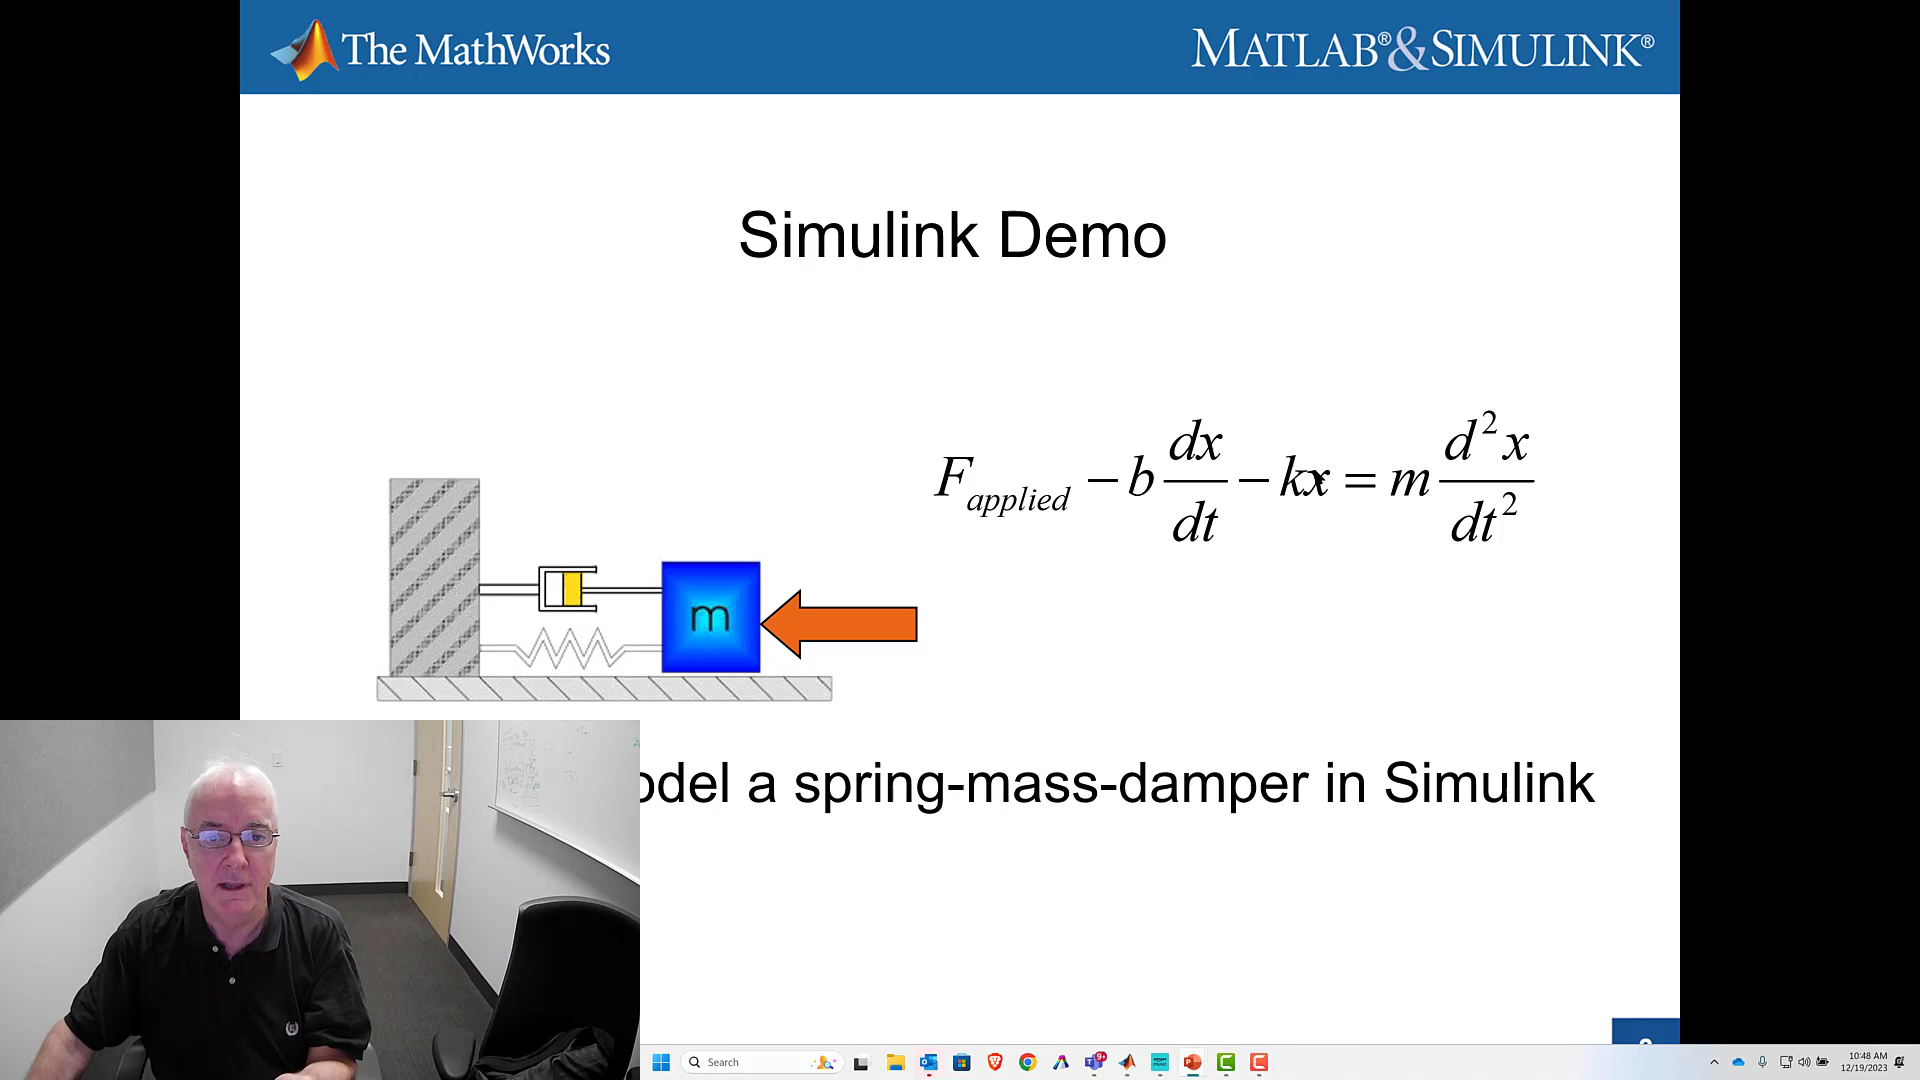 The MathWorks
MATLAB®&SIMULINK®
Simulink Demo
F_applied − b dx/dt − kx = m d²x/dt²
m
odel a spring-mass-damper in Simulink
Search
9+
10:48 AM
12/19/2023